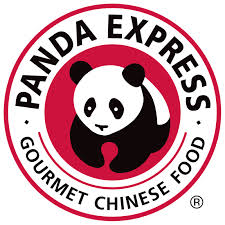 · PANDA EXPRESS ·
GOURMET CHINESE FOOD
®